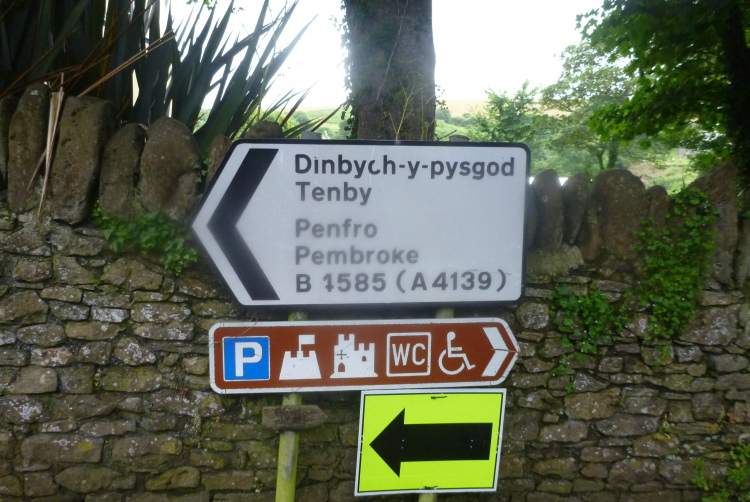 Dinbych-y-pysgod
Tenby
Penfro
Pembroke
B 4585 (A 4139)
P WC